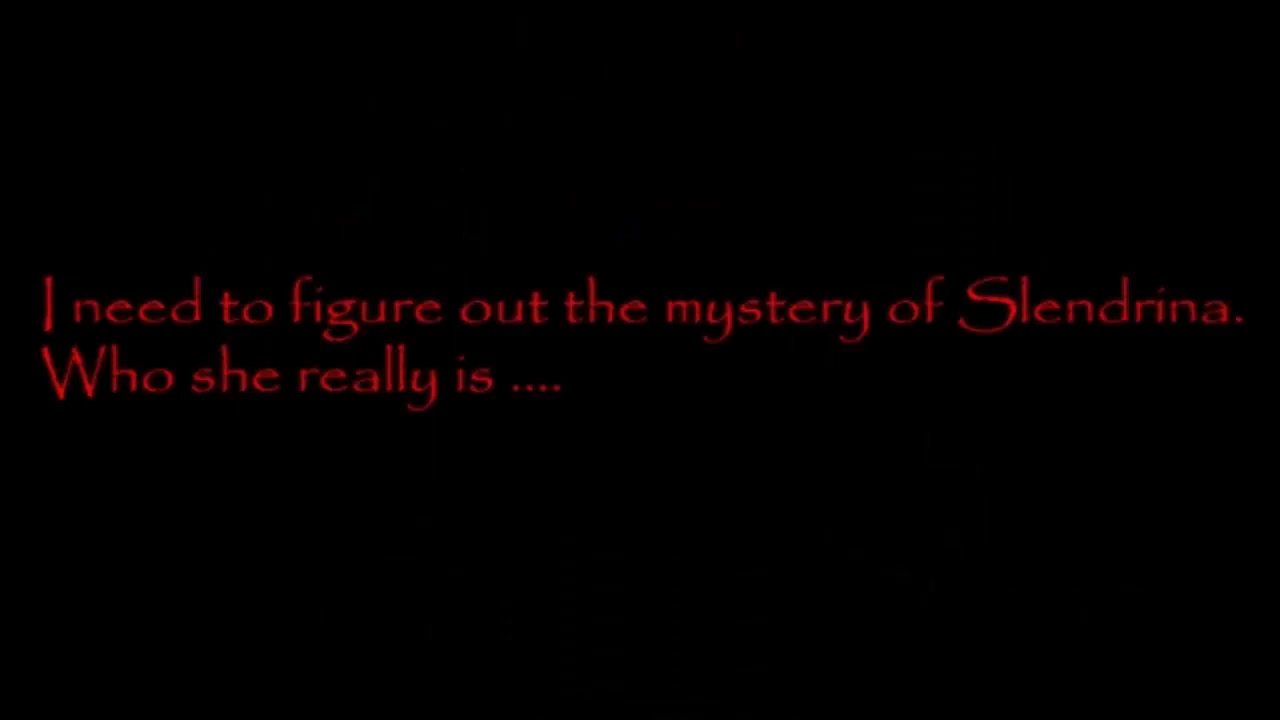 I need to figure out the mystery of Slendrina.
Who she really is ....